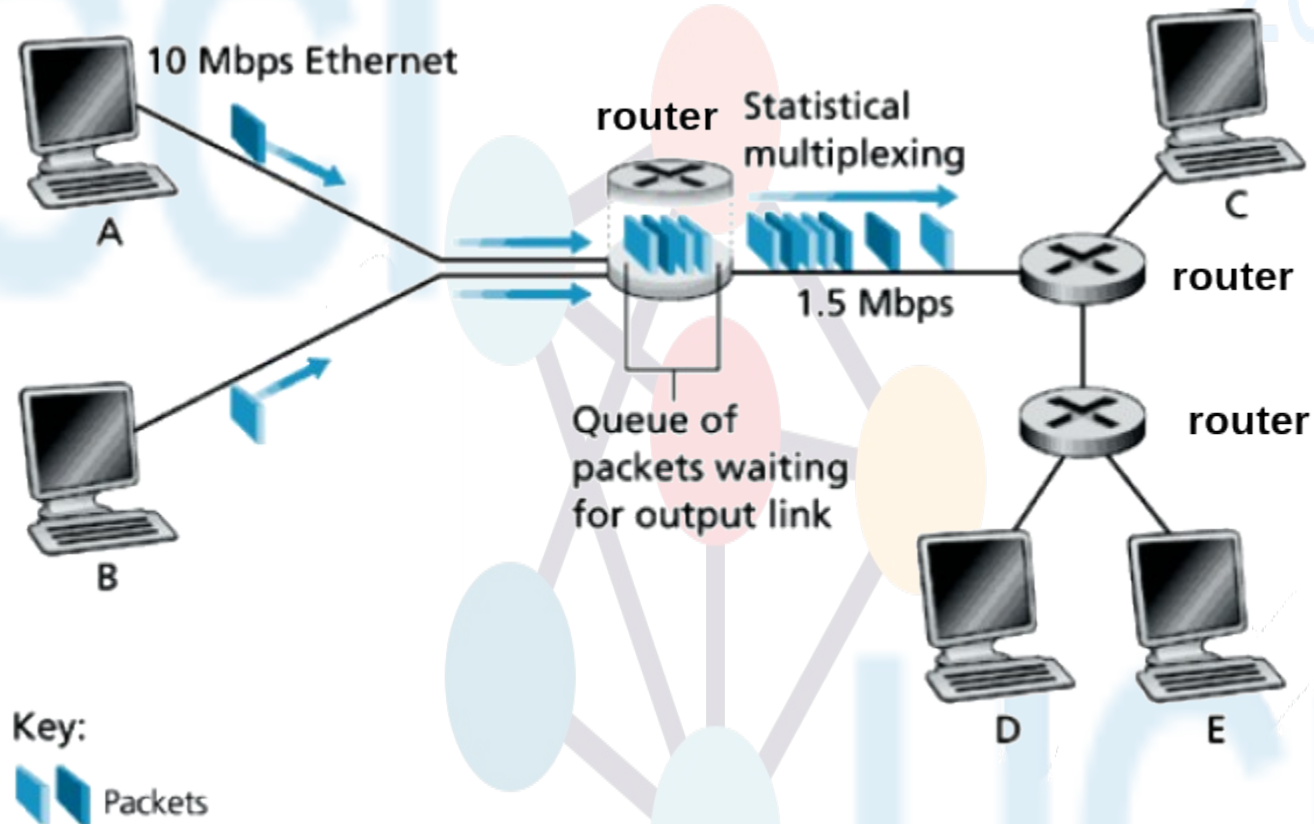 10 Mbps Ethernet
router
Statistical
multiplexing
A
C
router
1.5 Mbps
B
Queue of
packets waiting
for output link
router
D
E
Key:
Packets